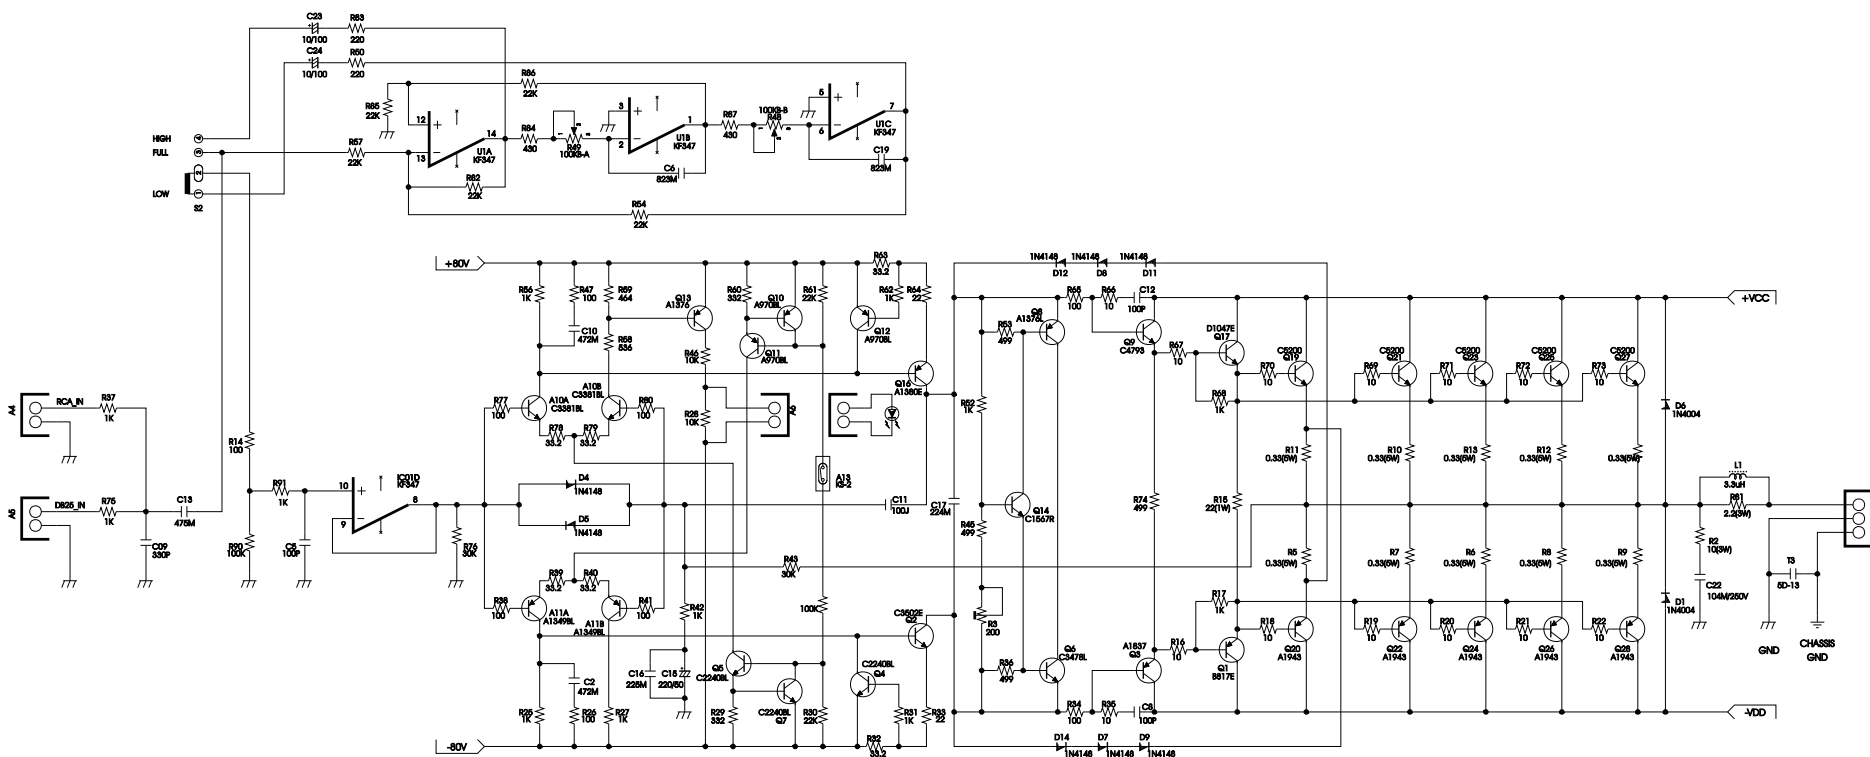 C23
10/100
R83
220
C24
10/100
R50
220
R86
22K
R85
22K
12
13
14
U1A
KF347
R84
430
R49
100KB-A
3
2
1
U1B
KF347
C6
823M
R87
430
100KB-B
R48
5
6
7
U1C
KF347
C19
823M
HIGH
FULL
LOW
4
3
2
1
S2
R57
22K
R82
22K
R54
22K
+80V
R56
1K
R47
100
R59
464
C10
472M
R58
536
Q13
A1376
R46
10K
R60
332
Q10
A970BL
R61
22K
Q11
A970BL
R63
33.2
R62
1K
R64
22
Q12
A970BL
Q16
A1380E
A4
RCA_IN
R37
1K
A5
DB25_IN
R75
1K
C13
475M
C09
330P
R14
100
R90
100K
R91
1K
C5
100P
10
9
8
IC01D
KF347
R76
30K
R77
100
A10A
C3381BL
A10B
C3381BL
R80
100
R78
33.2
R79
33.2
R28
10K
A6
D4
1N4148
D5
1N4148
A13
KS-2
C11
100J
R43
30K
R39
33.2
R40
33.2
R38
100
A11A
A1349BL
A11B
A1349BL
R41
100
R42
1K
100K
C3502E
Q2
C16
225M
C15
220/50
Q5
C2240BL
C2240BL
Q4
C2
472M
R25
1K
R26
100
R27
1K
R29
332
C2240BL
Q7
R30
22K
R31
1K
R33
22
R32
33.2
-80V
1N4148
D12
1N4148
D8
1N4148
D11
Q8
A1376L
R65
100
R66
10
C12
100P
R53
499
Q9
C4793
R67
10
D1047E
Q17
R68
1K
R52
1K
C17
224M
R45
499
Q14
C1567R
R74
499
R15
22(1W)
R3
200
R36
499
Q6
C3478L
A1837
Q3
R16
10
R17
1K
Q1
B817E
R34
100
R35
10
C8
100P
D14
1N4148
D7
1N4148
D9
1N4148
R70
10
C5200
Q19
R69
10
C5200
Q21
R71
10
C5200
Q23
R72
10
C5200
Q25
R73
10
C5200
Q27
R11
0.33(5W)
R10
0.33(5W)
R13
0.33(5W)
R12
0.33(5W)
0.33(5W)
R5
0.33(5W)
R7
0.33(5W)
R6
0.33(5W)
R8
0.33(5W)
R9
0.33(5W)
R18
10
Q20
A1943
R19
10
Q22
A1943
R20
10
Q24
A1943
R21
10
Q26
A1943
R22
10
Q28
A1943
+VCC
-VDD
D6
1N4004
D1
1N4004
L1
3.3uH
R81
2.2(3W)
R2
10(3W)
C22
104M/250V
T3
5D-13
GND
CHASSIS
GND